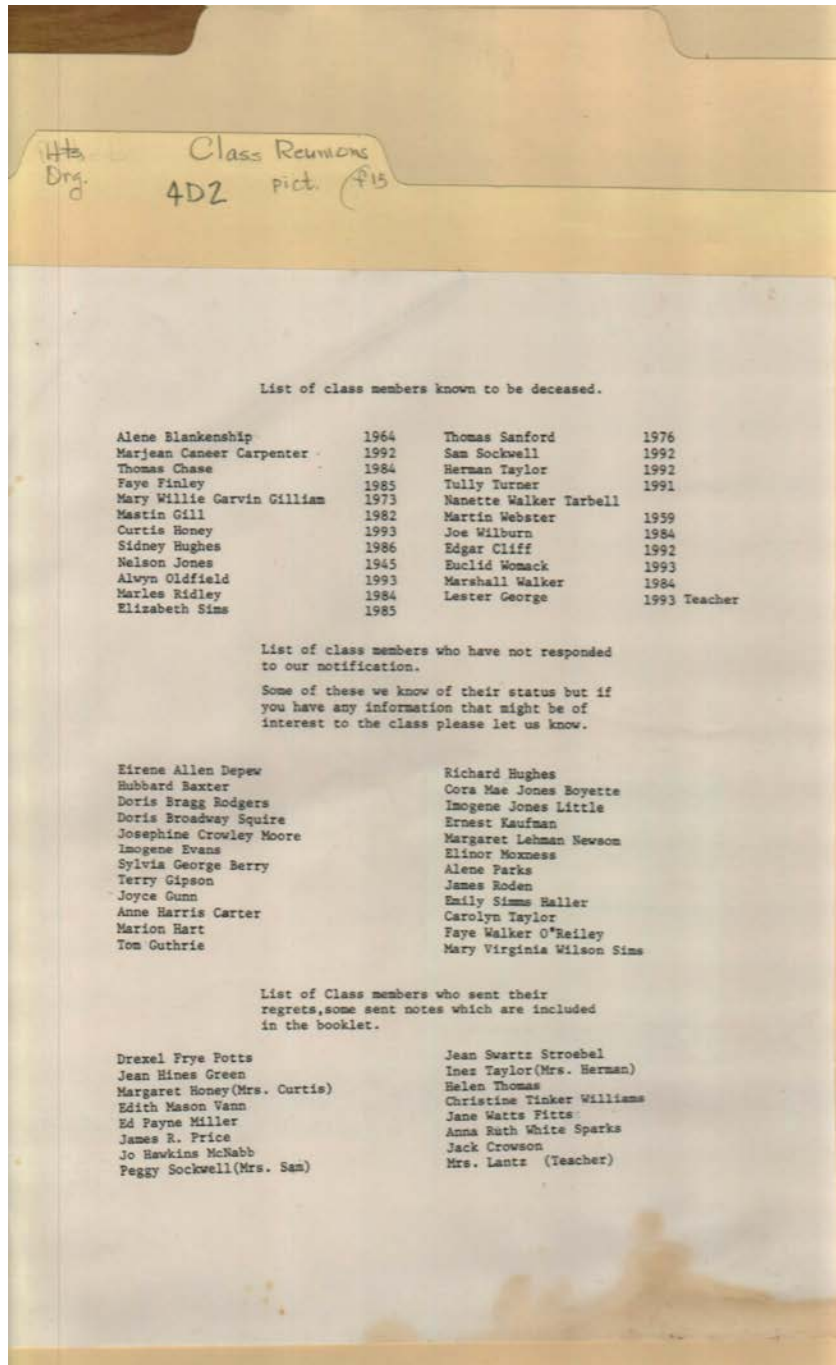 Hts Class Reunions
Drg. 4D2 pict. f15
List of class members known to be deceased.
Alene Blankenship 1964
Marjean Caneer Carpenter 1992
Thomas Chase 1984
Faye Finley 1985
Mary Willie Garvin Gilliam 1973
Mastin Gill 1982
Curtis Honey 1993
Sidney Hughes 1986
Nelson Jones 1945
Alwyn Oldfield 1993
Marles Ridley 1984
Elizabeth Sims 1985
Thomas Sanford 1976
Sam Sockwell 1992
Herman Taylor 1992
Tully Turner 1991
Nanette Walker Tarbell
Martin Webster 1959
Joe Wilburn 1984
Edgar Cliff 1992
Euclid Womack 1993
Marshall Walker 1984
Lester George 1993 Teacher
List of class members who have not responded
to our notification.
Some of these we know of their status but if
you have any information that might be of
interest to the class please let us know.
Eirene Allen Depew
Hubbard Baxter
Doris Bragg Rodgers
Doris Broadway Squire
Josephine Crowley Moore
Imogene Evans
Sylvia George Berry
Terry Gipson
Joyce Gunn
Anne Harris Carter
Marion Hart
Tom Guthrie
Richard Hughes
Cora Mae Jones Boyette
Imogene Jones Little
Ernest Kaufman
Margaret Lehman Newsom
Elinor Moxness
Alene Parks
James Roden
Emily Simms Haller
Carolyn Taylor
Faye Walker O"Reiley
Mary Virginia Wilson Sims
List of Class members who sent their
regrets,some sent notes which are included
in the booklet.
Drexel Frye Potts
Jean Hines Green
Margaret Honey(Mrs. Curtis)
Edith Mason Vann
Ed Payne Miller
James R. Price
Jo Hawkins McNabb
Peggy Sockwell(Mrs. Sam)
Jean Swartz Stroebel
Inez Taylor(Mrs. Herman)
Helen Thomas
Christine Tinker Williams
Jane Watts Fitts
Anna Ruth White Sparks
Jack Crowson
Mrs. Lantz (Teacher)